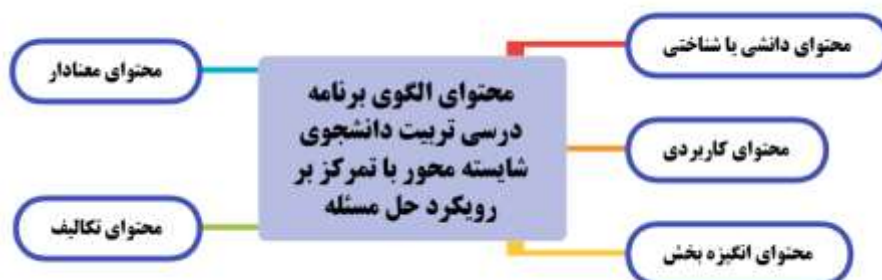 محتوای الگوی برنامه
درسی تربیت دانشجوی
شایسته محور با تمرکز بر
رویکرد حل مسئله
محتوای دانشی یا شناختی
محتوای کاربردی
محتوای انگیزه بخش
محتوای معنادار
محتوای تکالیف